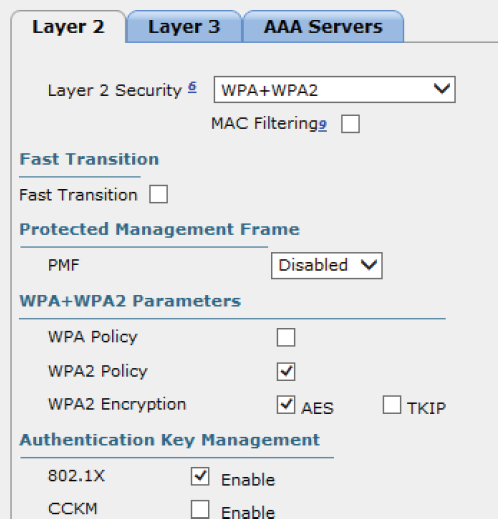 Layer 2 Layer 3 AAA Servers
Layer 2 Security 6 WPA+WPA2
MAC Filtering9
Fast Transition
Fast Transition
Protected Management Frame
PMF Disabled
WPA+WPA2 Parameters
WPA Policy
WPA2 Policy
WPA2 Encryption AES TKIP
Authentication Key Management
802.1X Enable
CCKM Enable